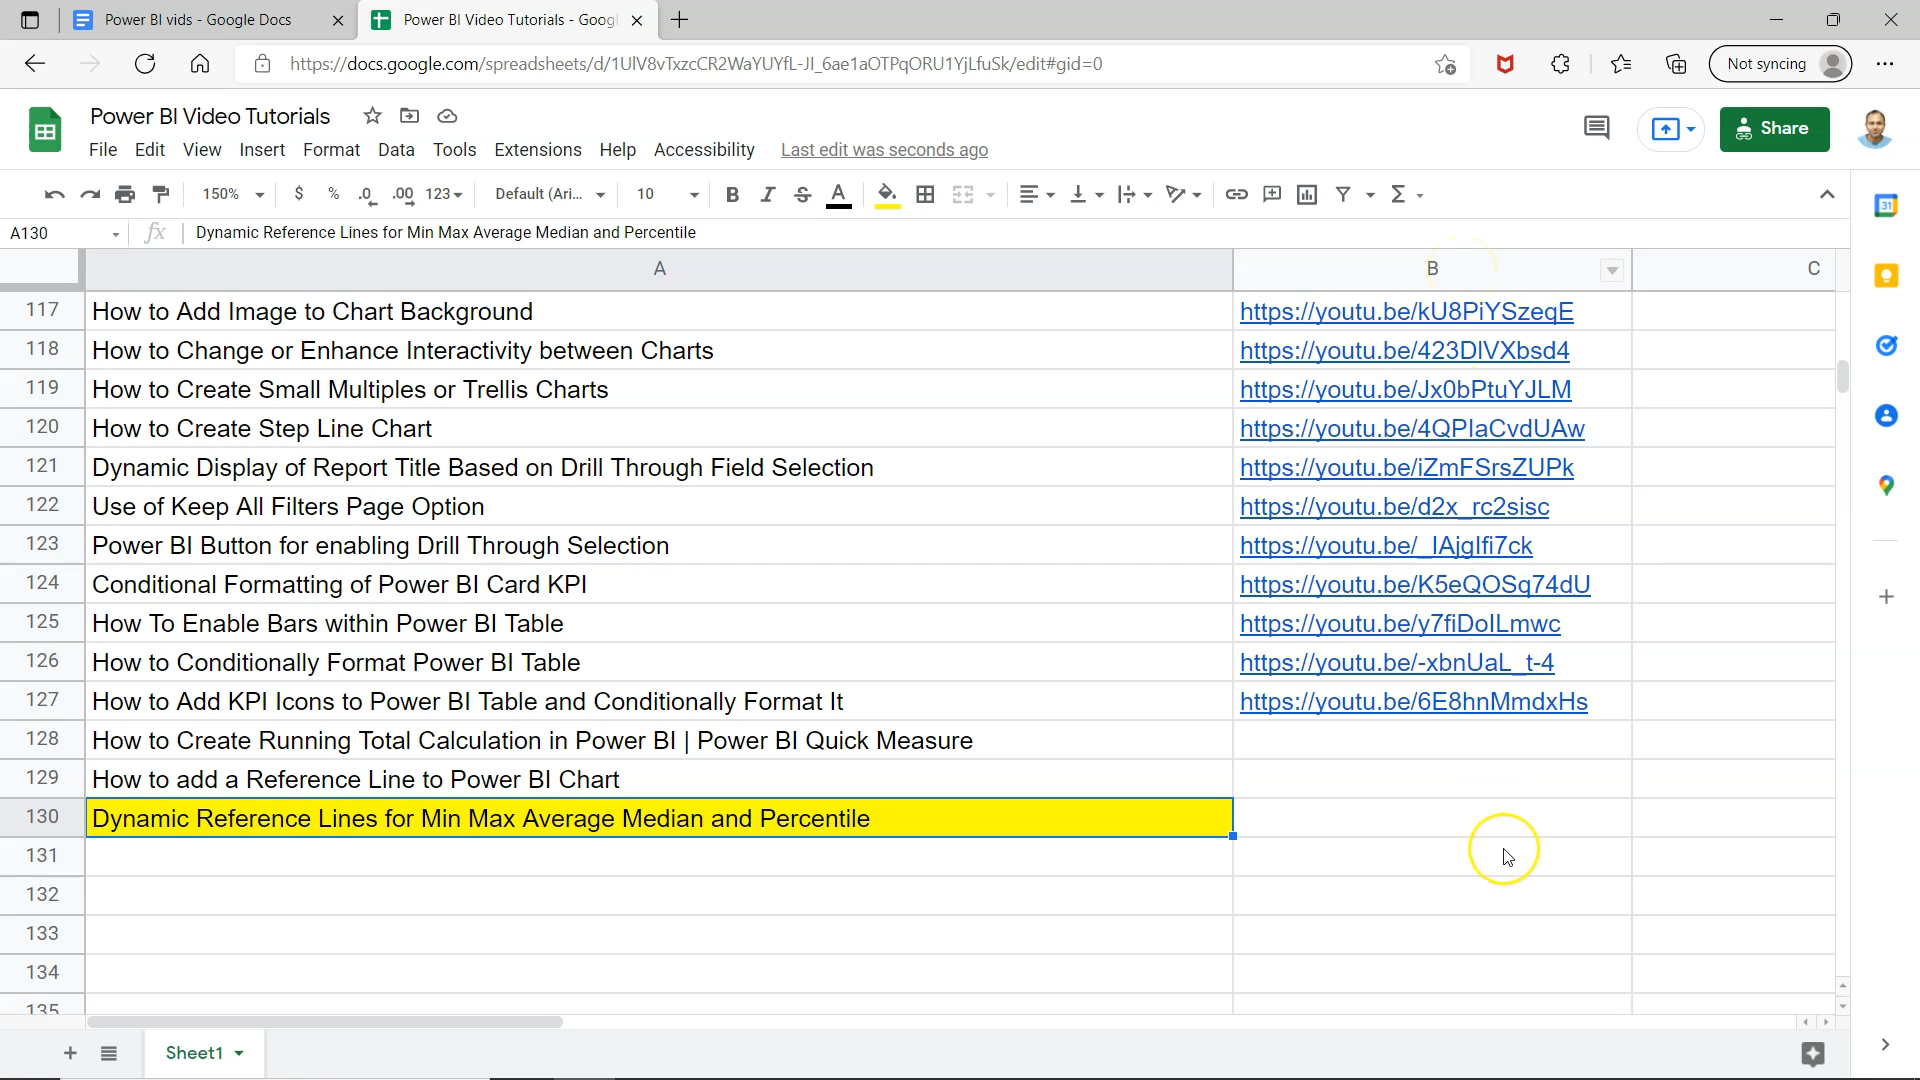 Power BI vids - Google Docs
Power BI Video Tutorials - Googl
https://docs.google.com/spreadsheets/d/1UlV8vTxzcCR2WaYUYfL-JI_6ae1aOTPqORU1YjLfuSk/edit#gid=0
Not syncing
Power BI Video Tutorials
Share
File Edit View Insert Format Data Tools Extensions Help Accessibility Last edit was seconds ago
150% $ % .0 .00 123 Default (Ari... 10 B I S A Σ
31
A130 fx Dynamic Reference Lines for Min Max Average Median and Percentile
A B C
117 How to Add Image to Chart Background https://youtu.be/kU8PiYSzeqE
118 How to Change or Enhance Interactivity between Charts https://youtu.be/423DlVXbsd4
119 How to Create Small Multiples or Trellis Charts https://youtu.be/Jx0bPtuYJLM
120 How to Create Step Line Chart https://youtu.be/4QPlaCvdUAw
121 Dynamic Display of Report Title Based on Drill Through Field Selection https://youtu.be/iZmFSrsZUPk
122 Use of Keep All Filters Page Option https://youtu.be/d2x_rc2sisc
123 Power BI Button for enabling Drill Through Selection https://youtu.be/_IAjglfi7ck
124 Conditional Formatting of Power BI Card KPI https://youtu.be/K5eQOSq74dU
125 How To Enable Bars within Power BI Table https://youtu.be/y7fiDolLmwc
126 How to Conditionally Format Power BI Table https://youtu.be/-xbnUaL_t-4
127 How to Add KPI Icons to Power BI Table and Conditionally Format It https://youtu.be/6E8hnMmdxHs
128 How to Create Running Total Calculation in Power BI | Power BI Quick Measure
129 How to add a Reference Line to Power BI Chart
130 Dynamic Reference Lines for Min Max Average Median and Percentile
131
132
133
134
135
Sheet1